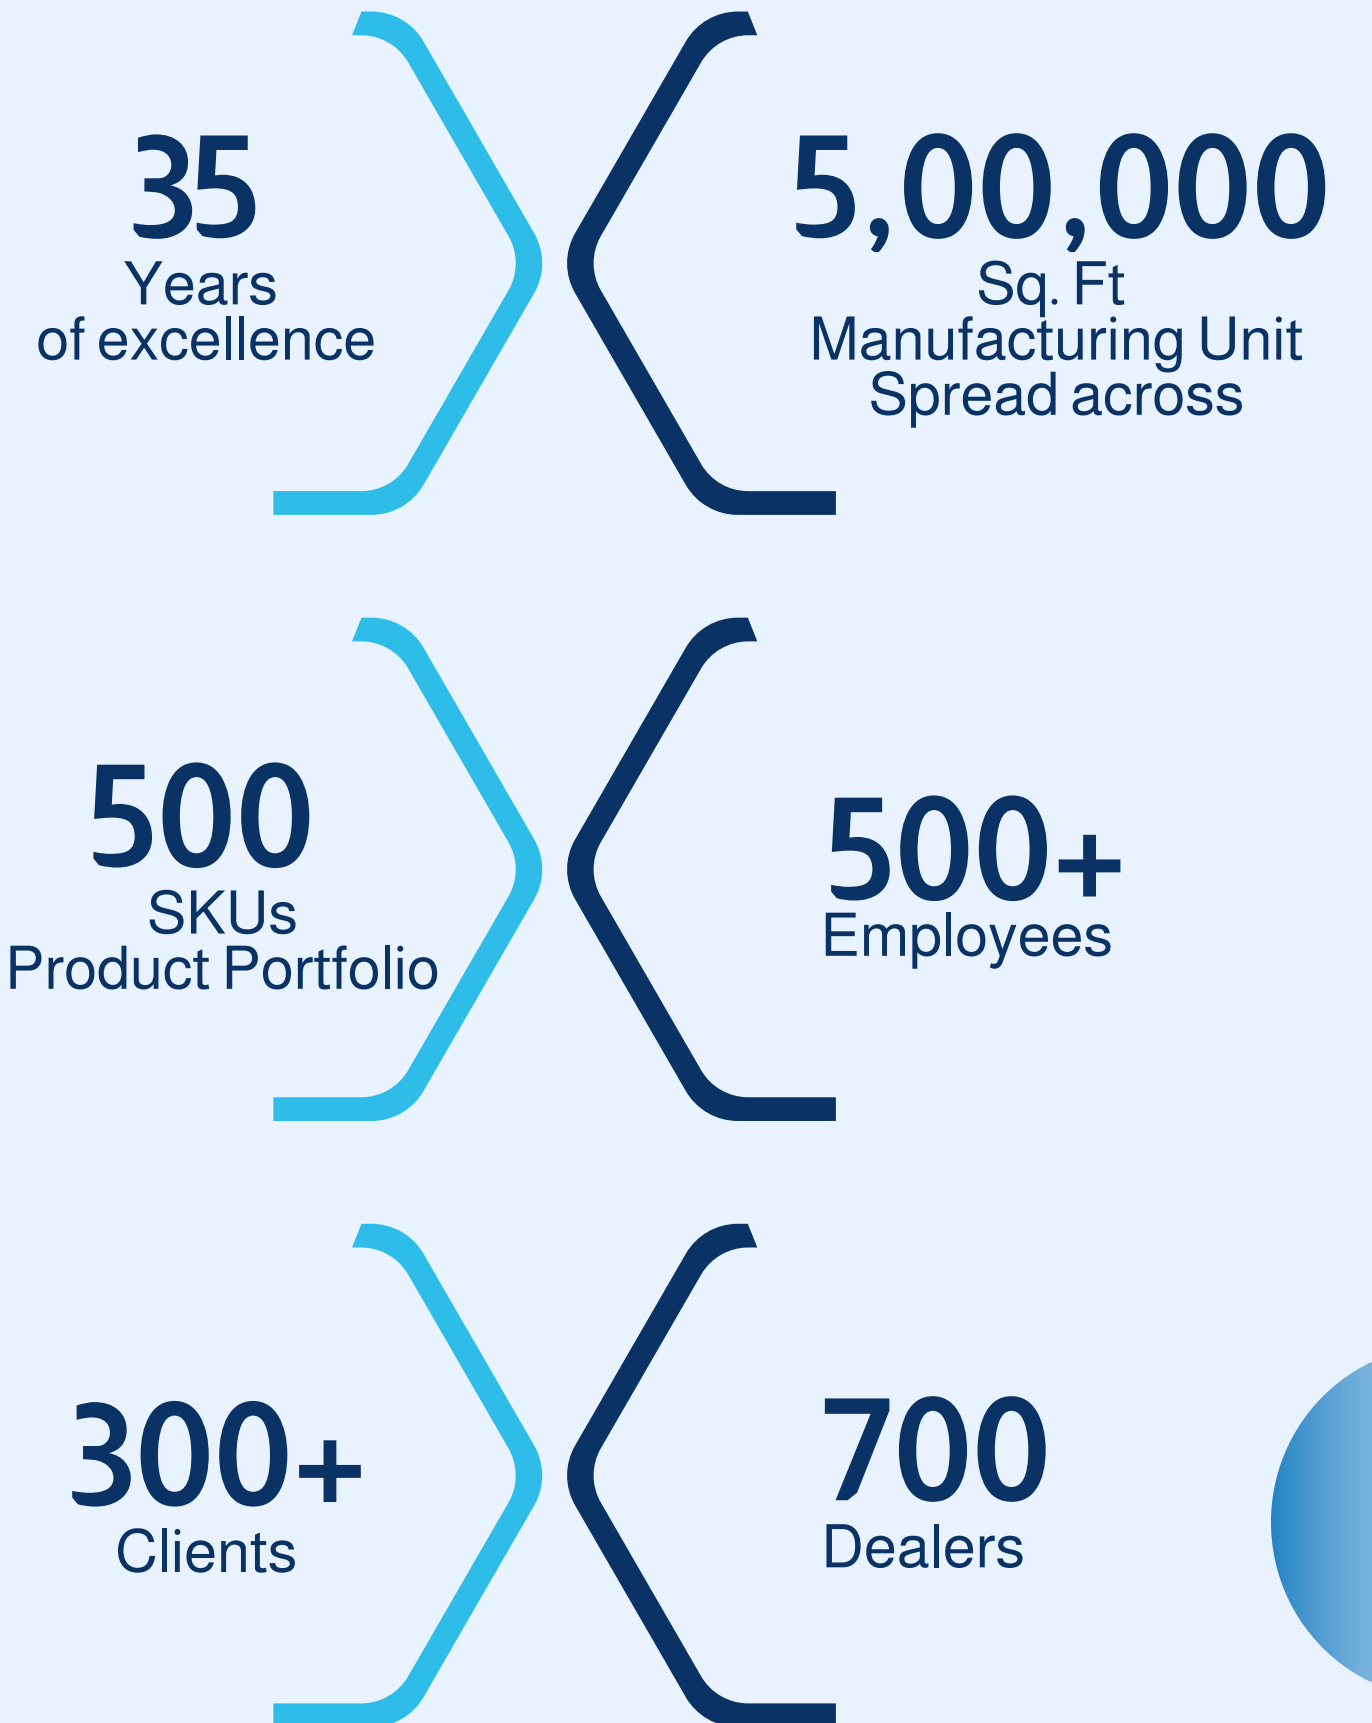 35
Years
of excellence
5,00,000
Sq. Ft
Manufacturing Unit
Spread across
500
SKUs
Product Portfolio
500+
Employees
300+
Clients
700
Dealers